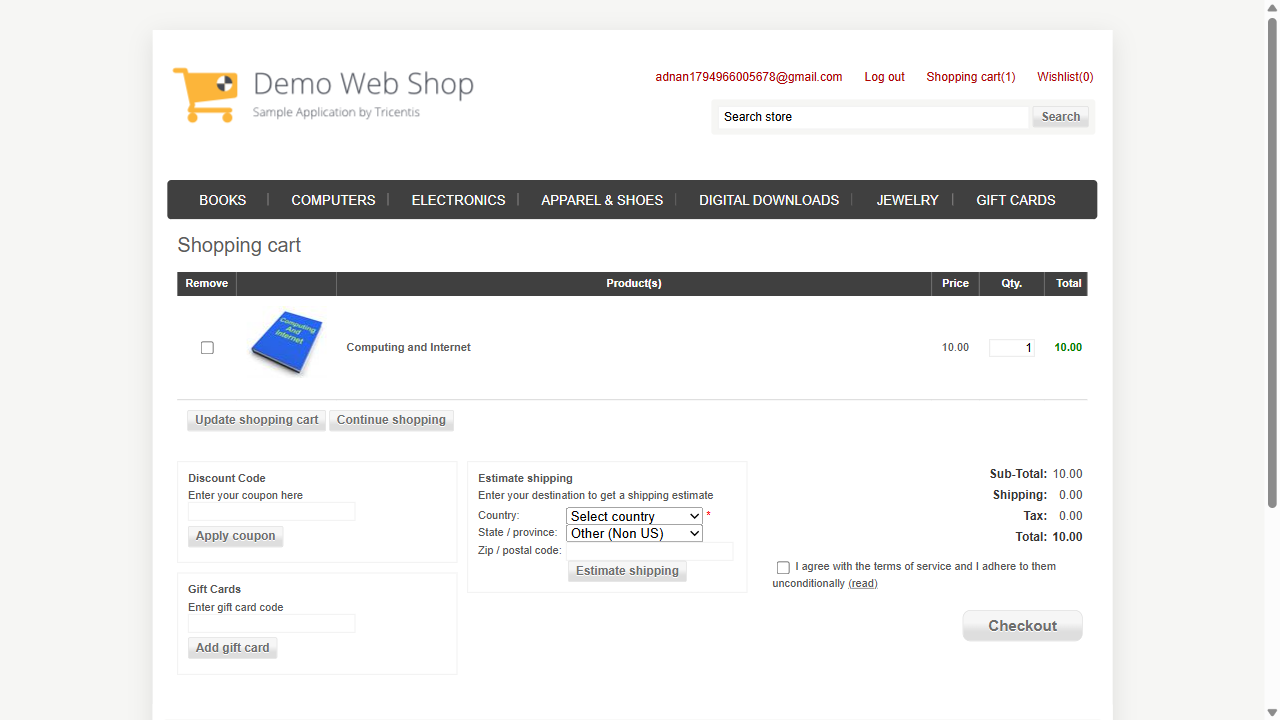 Demo Web Shop
Sample Application by Tricentis
adnan1794966005678@gmail.com Log out Shopping cart(1) Wishlist(0)
Search store Search
BOOKS COMPUTERS ELECTRONICS APPAREL & SHOES DIGITAL DOWNLOADS JEWELRY GIFT CARDS
Shopping cart
Remove Product(s) Price Qty. Total
Computing And Internet
Computing and Internet 10.00 1 10.00
Update shopping cart Continue shopping
Discount Code
Enter your coupon here
Apply coupon
Gift Cards
Enter gift card code
Add gift card
Estimate shipping
Enter your destination to get a shipping estimate
Country: Select country *
State / province: Other (Non US)
Zip / postal code:
Estimate shipping
Sub-Total: 10.00
Shipping: 0.00
Tax: 0.00
Total: 10.00
I agree with the terms of service and I adhere to them
unconditionally (read)
Checkout